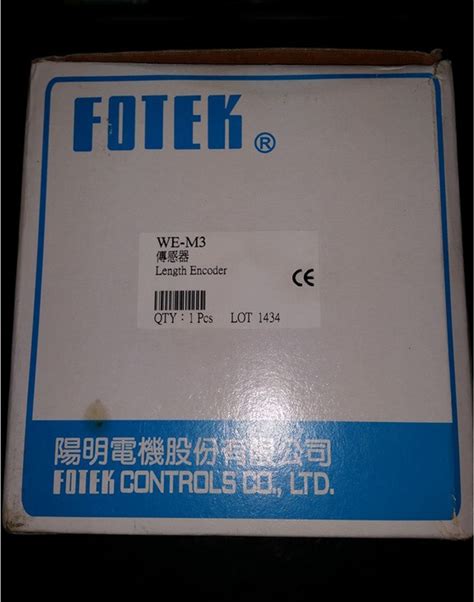 FOTEK ®
WE-M3
傳感器
Length Encoder
CE
QTY：1 Pcs LOT 1434
陽明電機股份有限公司
FOTEK CONTROLS CO., LTD.